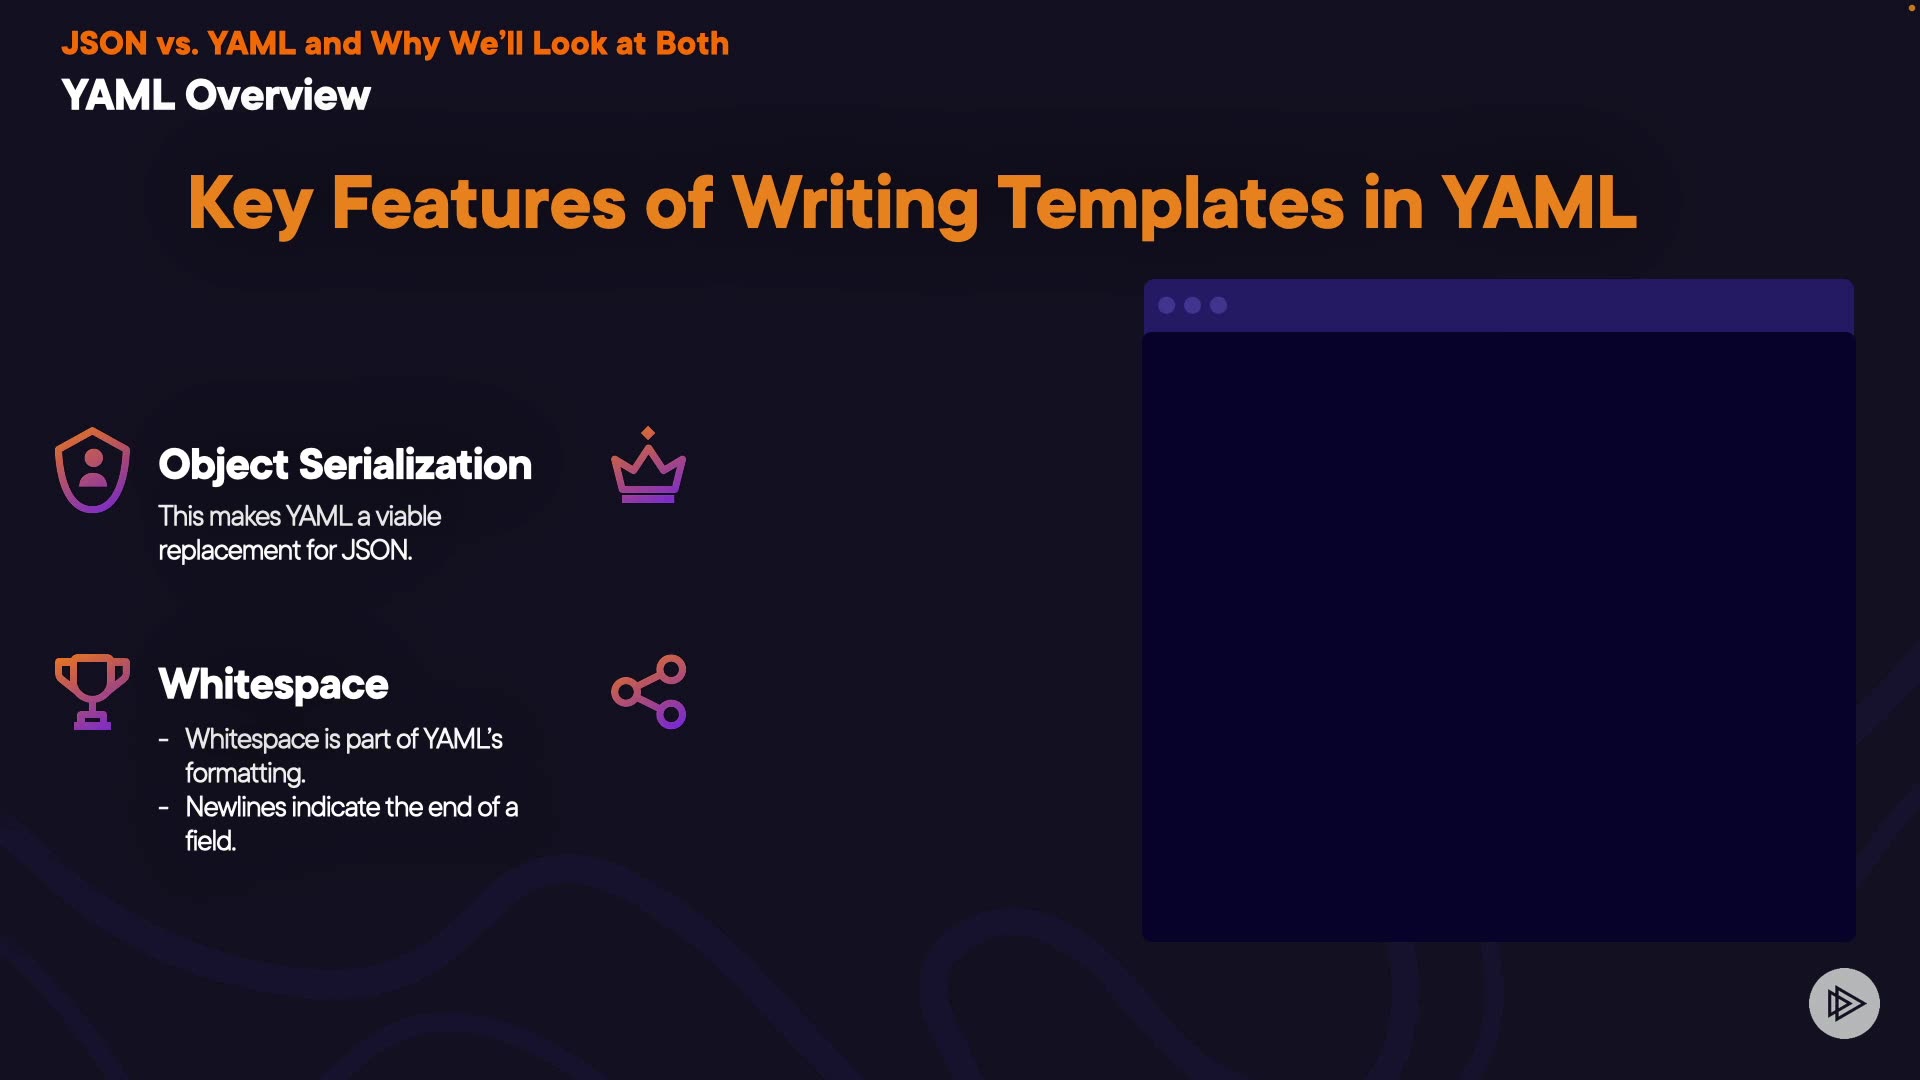 JSON vs. YAML and Why We’ll Look at Both
YAML Overview
Key Features of Writing Templates in YAML
Object Serialization
This makes YAML a viable
replacement for JSON.
Whitespace
- Whitespace is part of YAML’s
formatting.
- Newlines indicate the end of a
field.